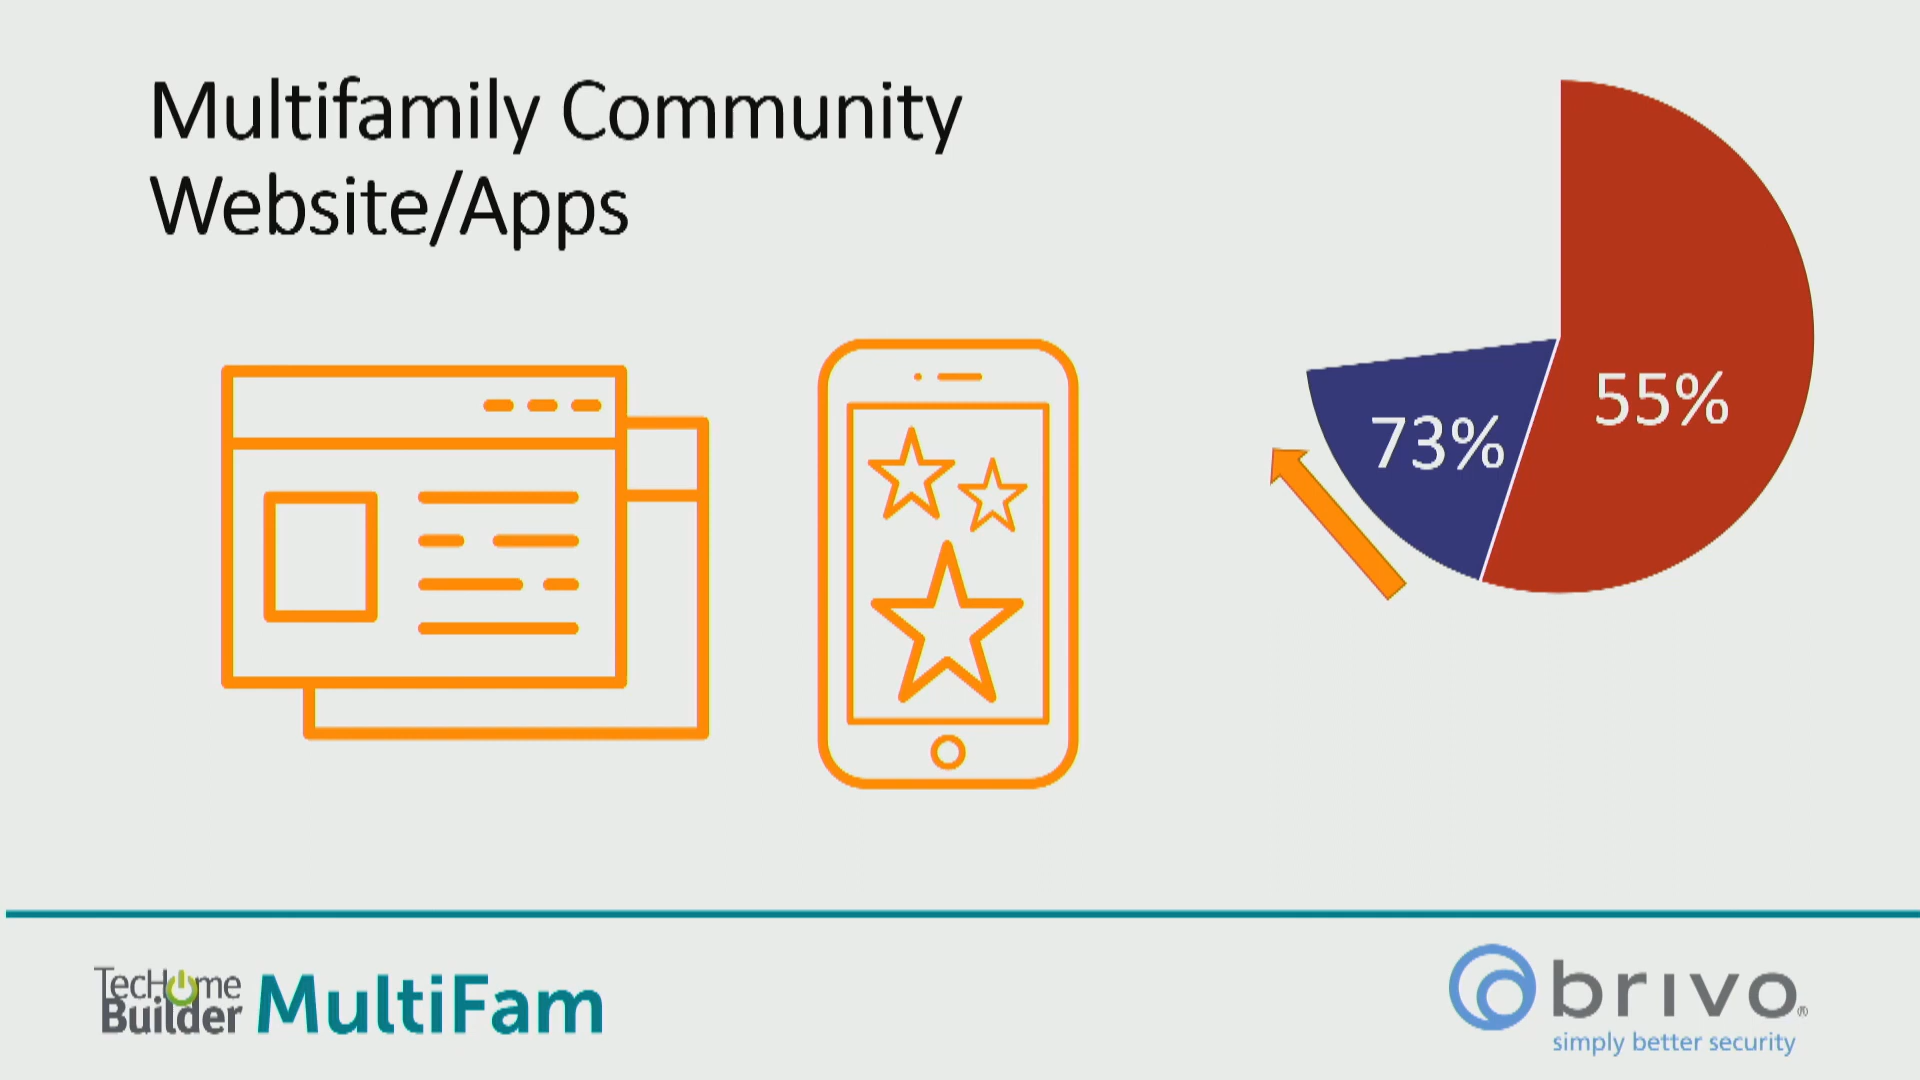 Multifamily Community
Website/Apps
55%
73%
TecHome
Builder
MultiFam
brivo®
simply better security